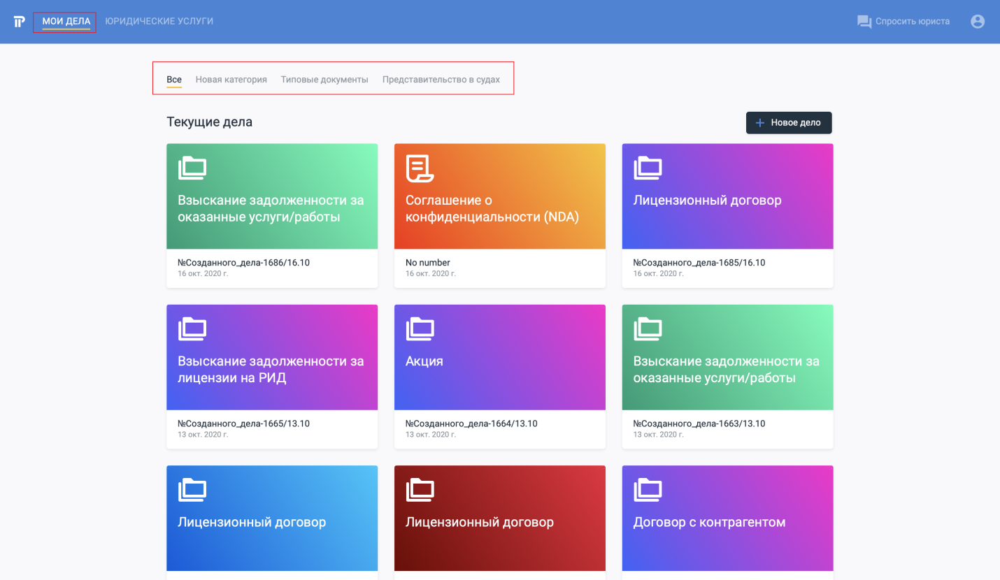 МОИ ДЕЛА ЮРИДИЧЕСКИЕ УСЛУГИ Спросить юриста
Все Новая категория Типовые документы Представительство в судах
Текущие дела
Новое дело
Взыскание задолженности за
оказанные услуги/работы
№Созданного_дела-1686/16.10
16 окт. 2020 г.
Соглашение о
конфиденциальности (NDA)
No number
16 окт. 2020 г.
Лицензионный договор
№Созданного_дела-1685/16.10
16 окт. 2020 г.
Взыскание задолженности за
лицензии на РИД
№Созданного_дела-1665/13.10
13 окт. 2020 г.
Акция
№Созданного_дела-1664/13.10
13 окт. 2020 г.
Взыскание задолженности за
оказанные услуги/работы
№Созданного_дела-1663/13.10
13 окт. 2020 г.
Лицензионный договор
Лицензионный договор
Договор с контрагентом